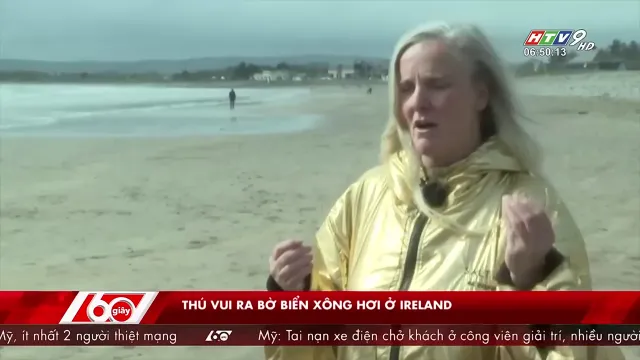 HTV9 HD
06:50:13
60 giây
THÚ VUI RA BỜ BIỂN XÔNG HƠI Ở IRELAND
Mỹ, ít nhất 2 người thiệt mạng 60 Mỹ: Tai nạn xe điện chở khách ở công viên giải trí, nhiều người